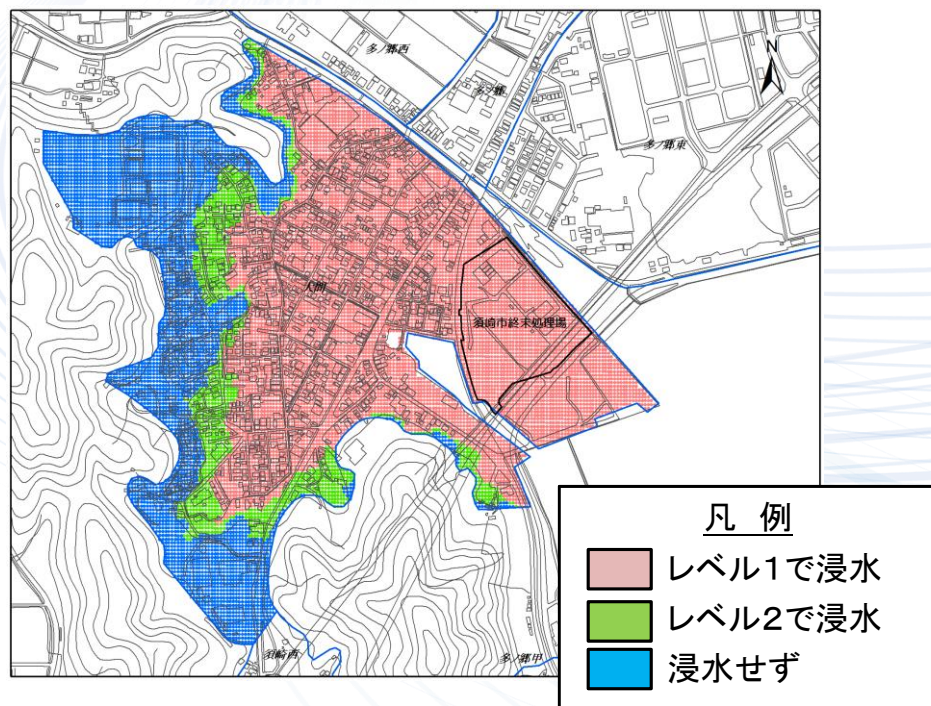 多ノ郷西
N
多ノ郷
多ノ郷東
大間
須崎市終末処理場
須崎西
多ノ郷甲
凡 例
レベル1で浸水
レベル2で浸水
浸水せず